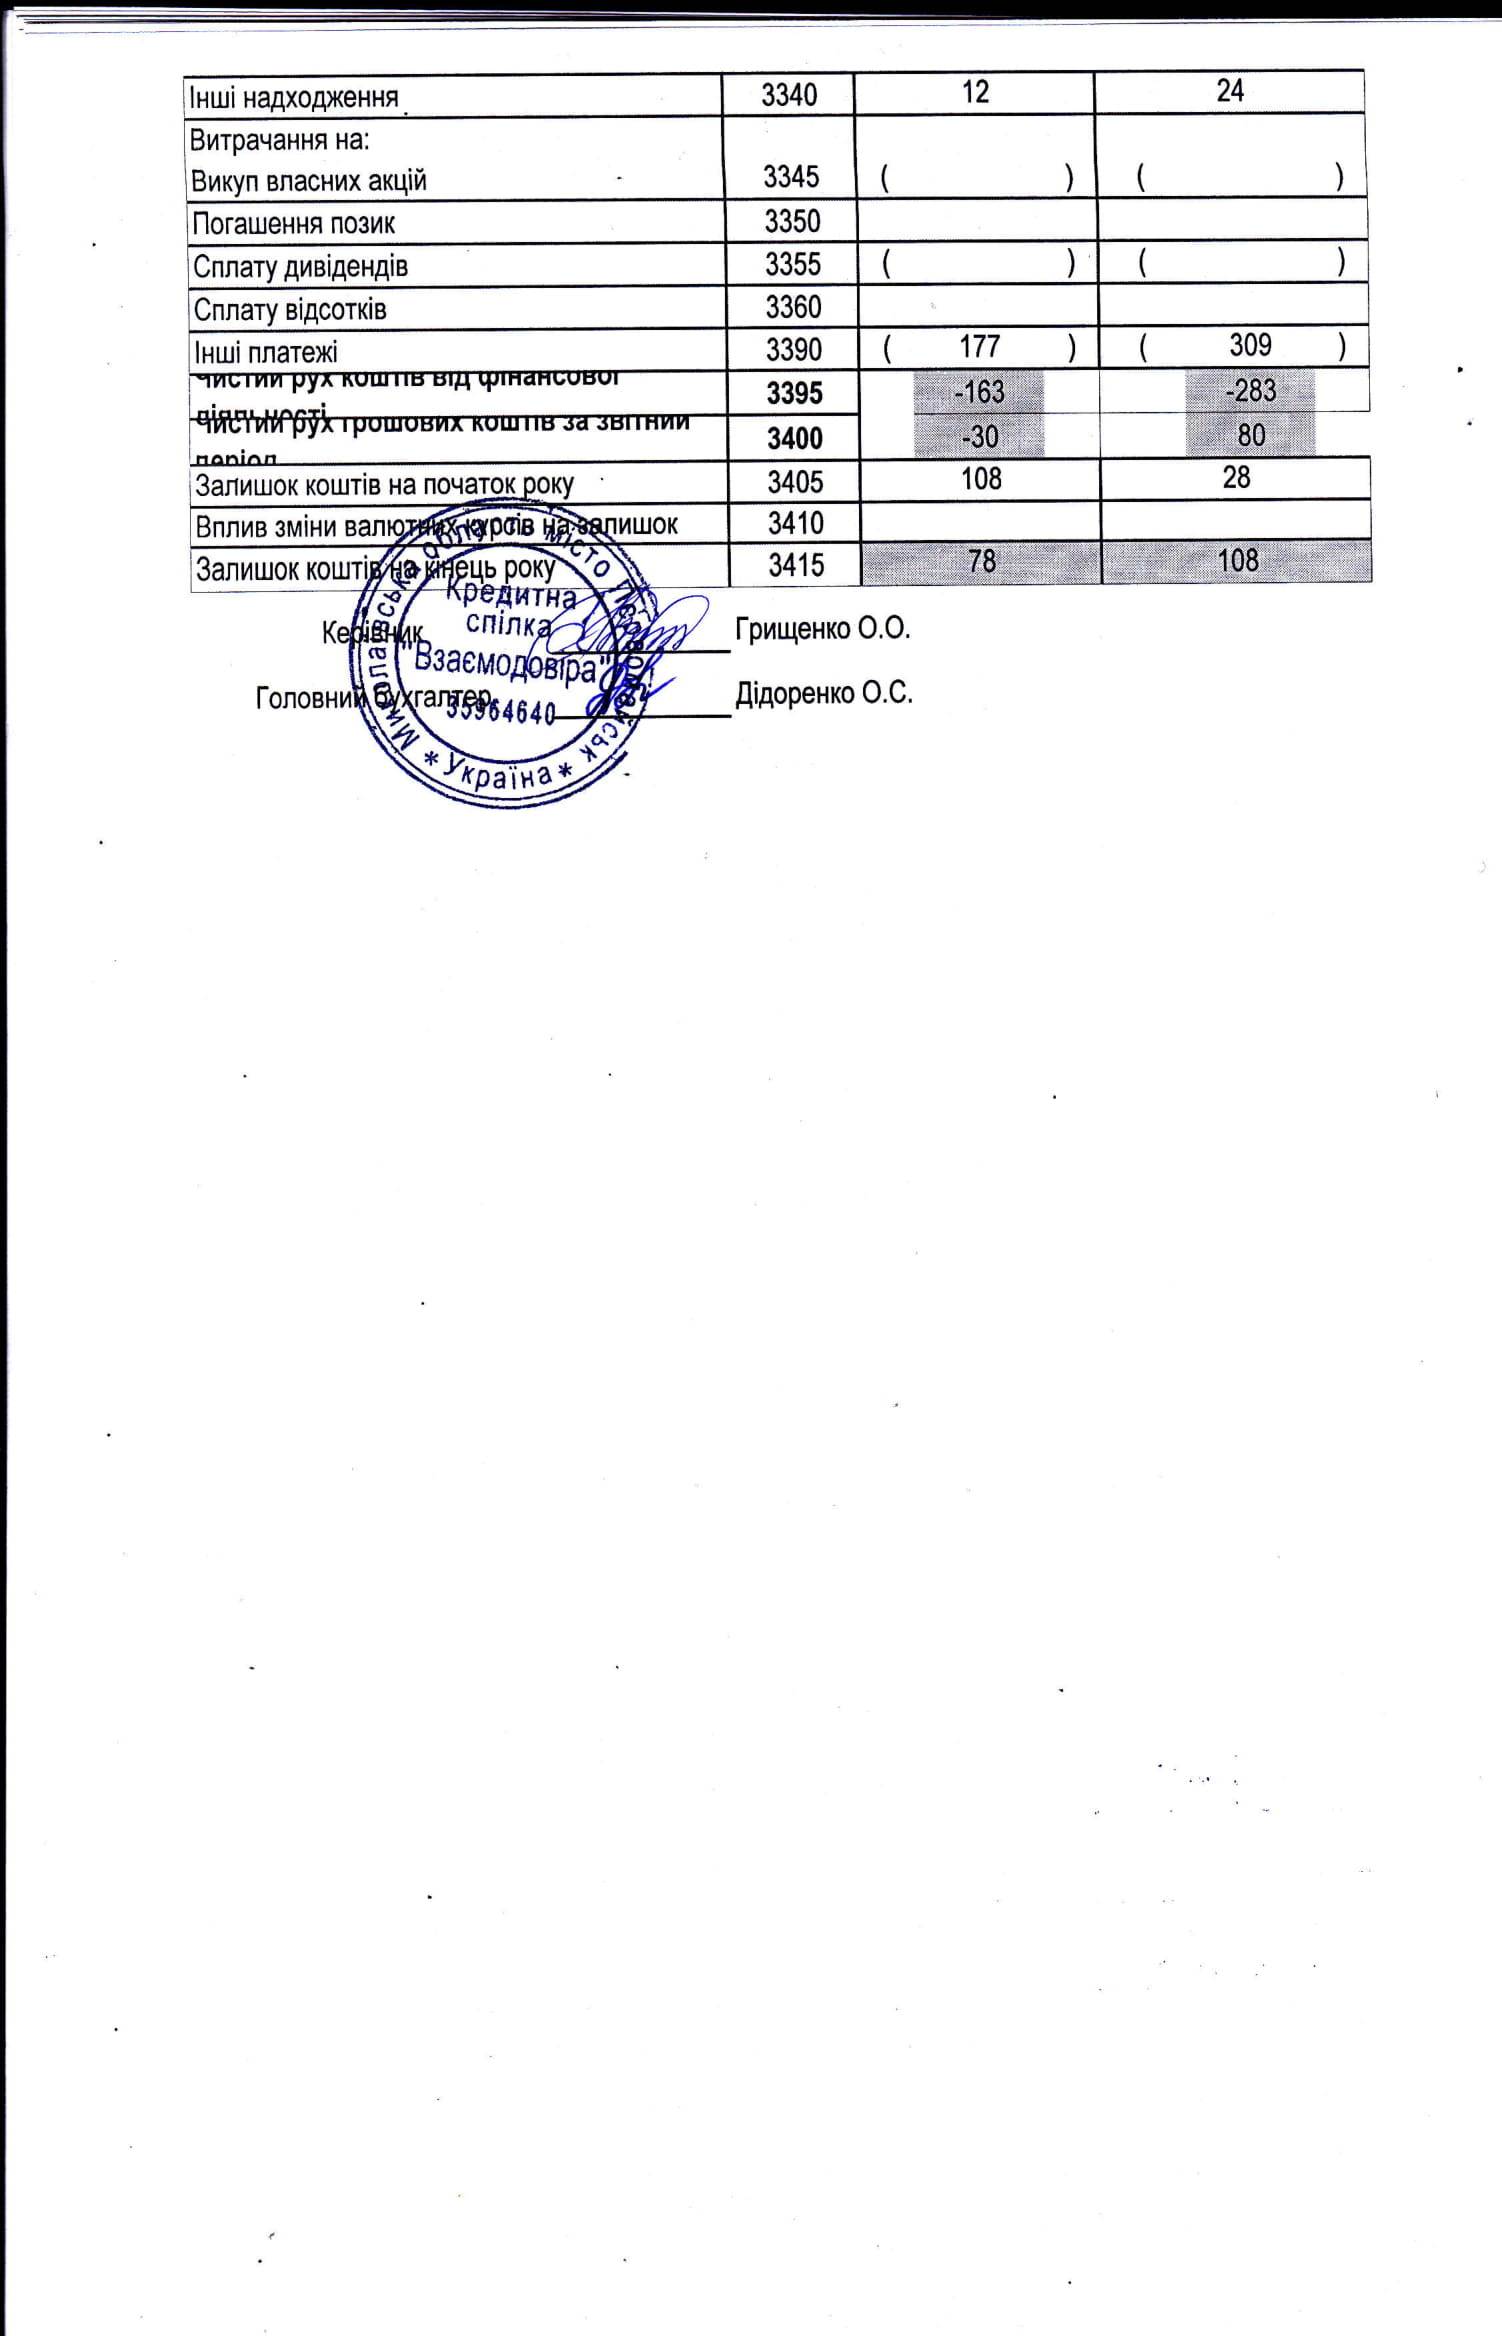 Інші надходження 3340 12 24
Витрачання на:
Викуп власних акцій 3345 ( ) ( )
Погашення позик 3350
Сплату дивідендів 3355 ( ) ( )
Сплату відсотків 3360
Інші платежі 3390 ( 177 ) ( 309 )
Чистий рух коштів від фінансової
діяльності 3395 -163 -283
Чистий рух грошових коштів за звітний
період 3400 -30 80
Залишок коштів на початок року 3405 108 28
Вплив зміни валютних курсів на залишок 3410
Залишок коштів на кінець року 3415 78 108
Керівник Грищенко О.О.
Головний бухгалтер Дідоренко О.С.
Миколаївська область місто Первомайськ
* Україна *
Кредитна
спілка
"Взаємодовіра"
35964640